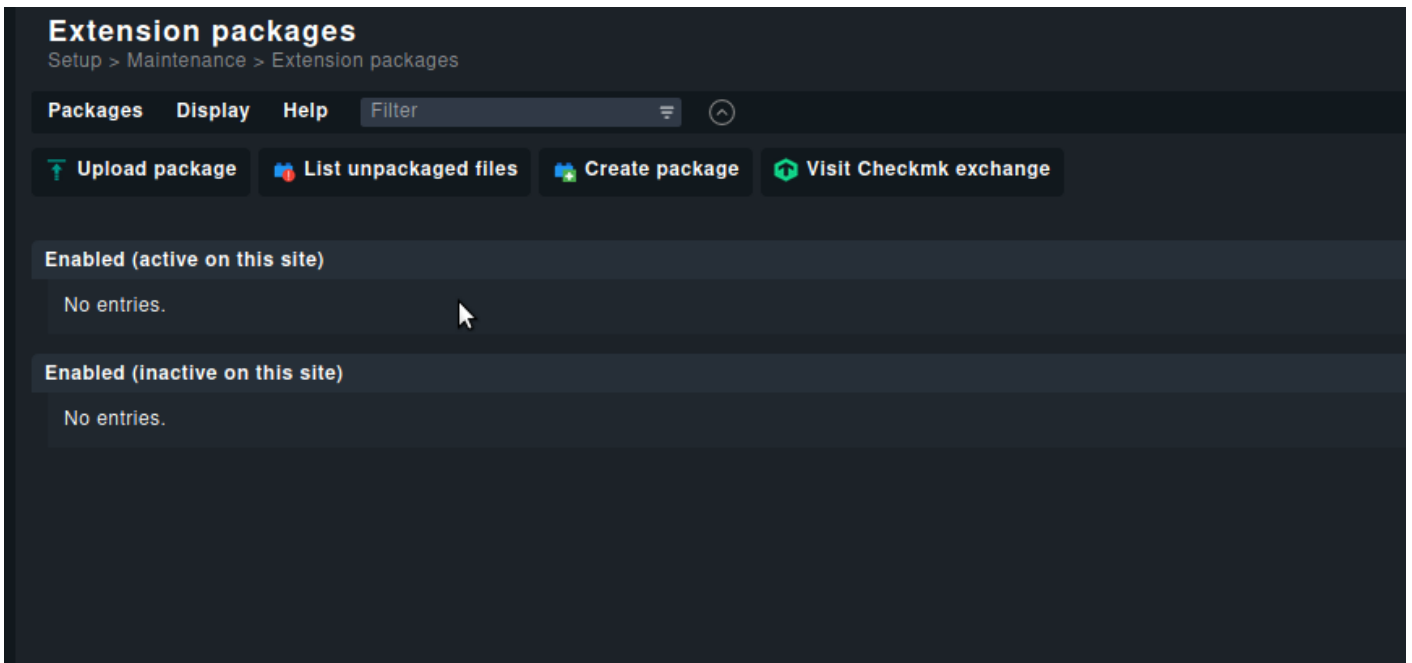 Extension packages
Setup > Maintenance > Extension packages
Packages Display Help Filter
Upload package List unpackaged files Create package Visit Checkmk exchange
Enabled (active on this site)
No entries.
Enabled (inactive on this site)
No entries.